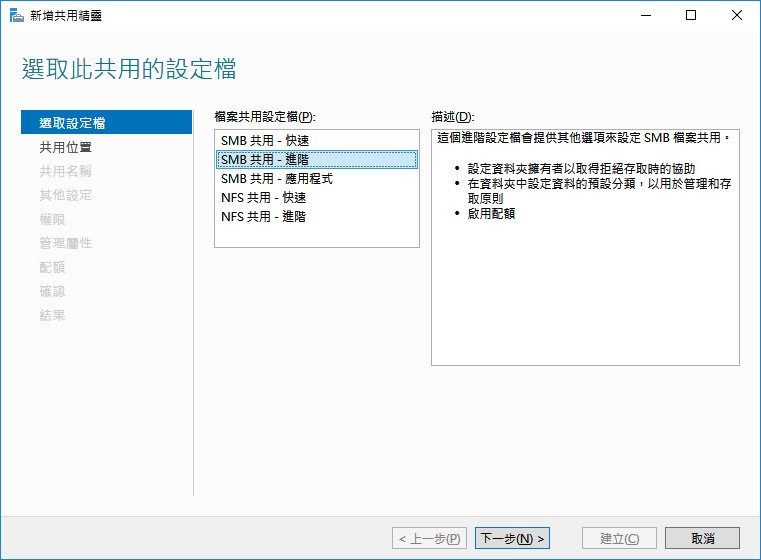 新增共用精靈
選取此共用的設定檔
選取設定檔
共用位置
共用名稱
其他設定
權限
管理屬性
配額
確認
結果
檔案共用設定檔(P):
SMB 共用 - 快速
SMB 共用 - 進階
SMB 共用 - 應用程式
NFS 共用 - 快速
NFS 共用 - 進階
描述(D):
這個進階設定檔會提供其他選項來設定 SMB 檔案共用。
• 設定資料夾擁有者以取得拒絕存取時的協助
• 在資料夾中設定資料的預設分類，以用於管理和存
取原則
• 啟用配額
< 上一步(P)
下一步(N) >
建立(C)
取消